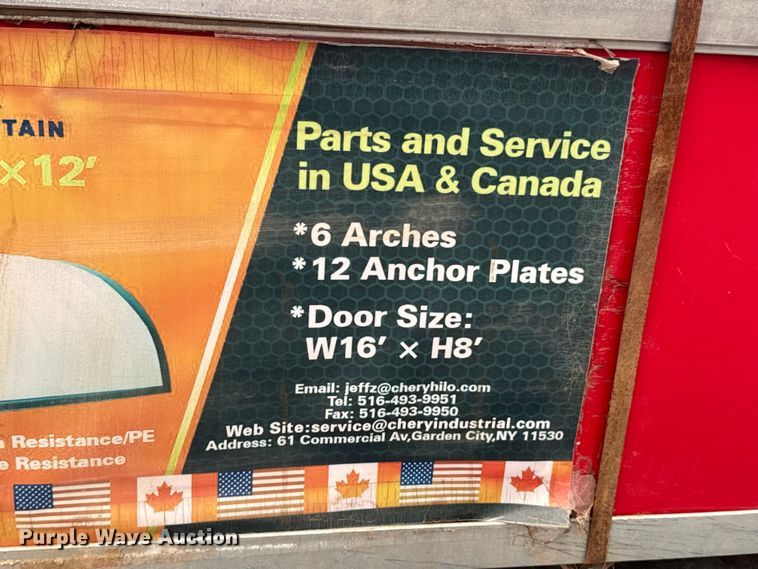 TAIN
×12′
Parts and Service
in USA & Canada
*6 Arches
*12 Anchor Plates
*Door Size:
W16′ × H8′
Email: jeffz@cheryhilo.com
Tel: 516-493-9951
Fax: 516-493-9950
Web Site:service@cheryindustrial.com
Address: 61 Commercial Av,Garden City,NY 11530
Resistance/PE
Resistance
Purple Wave Auction